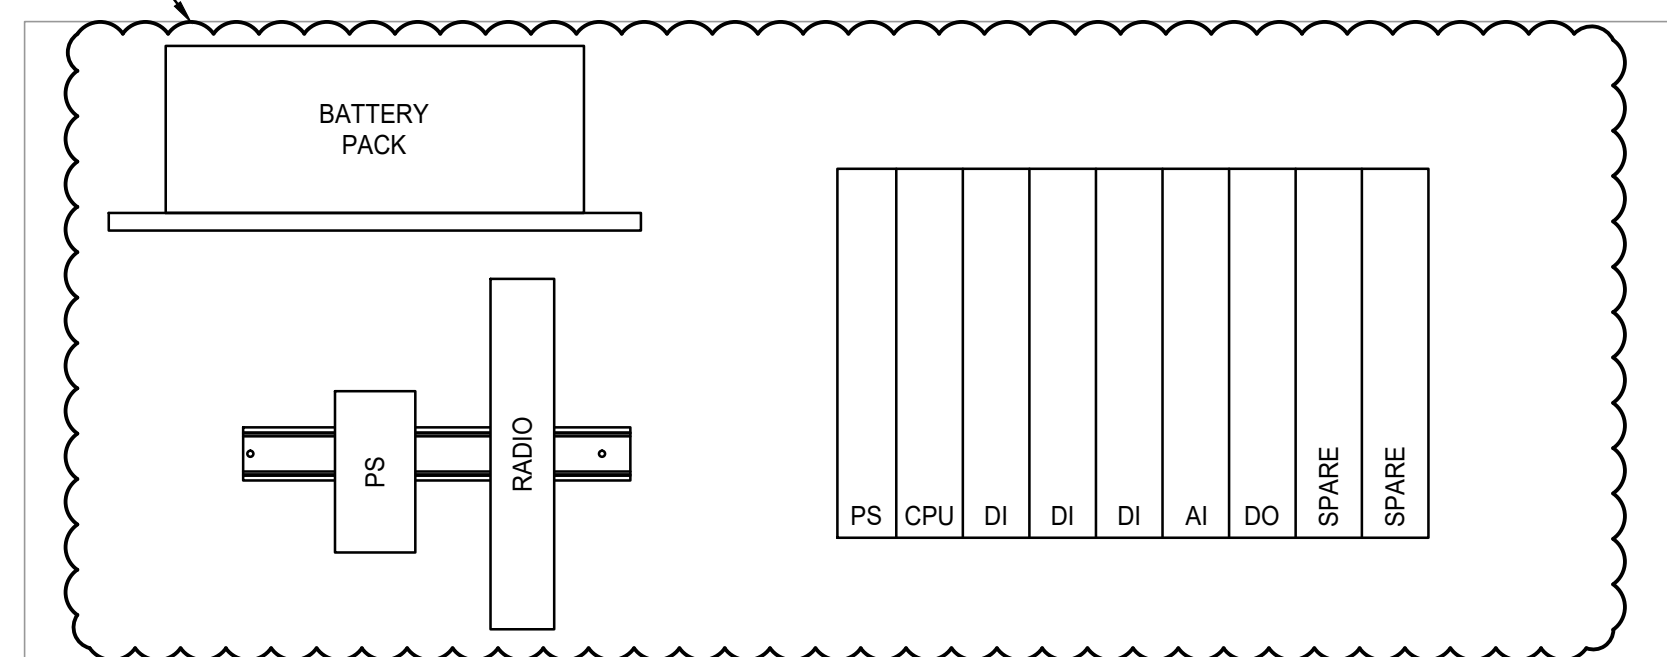 BATTERY
PACK
PS
RADIO
PS
CPU
DI
DI
DI
AI
DO
SPARE
SPARE